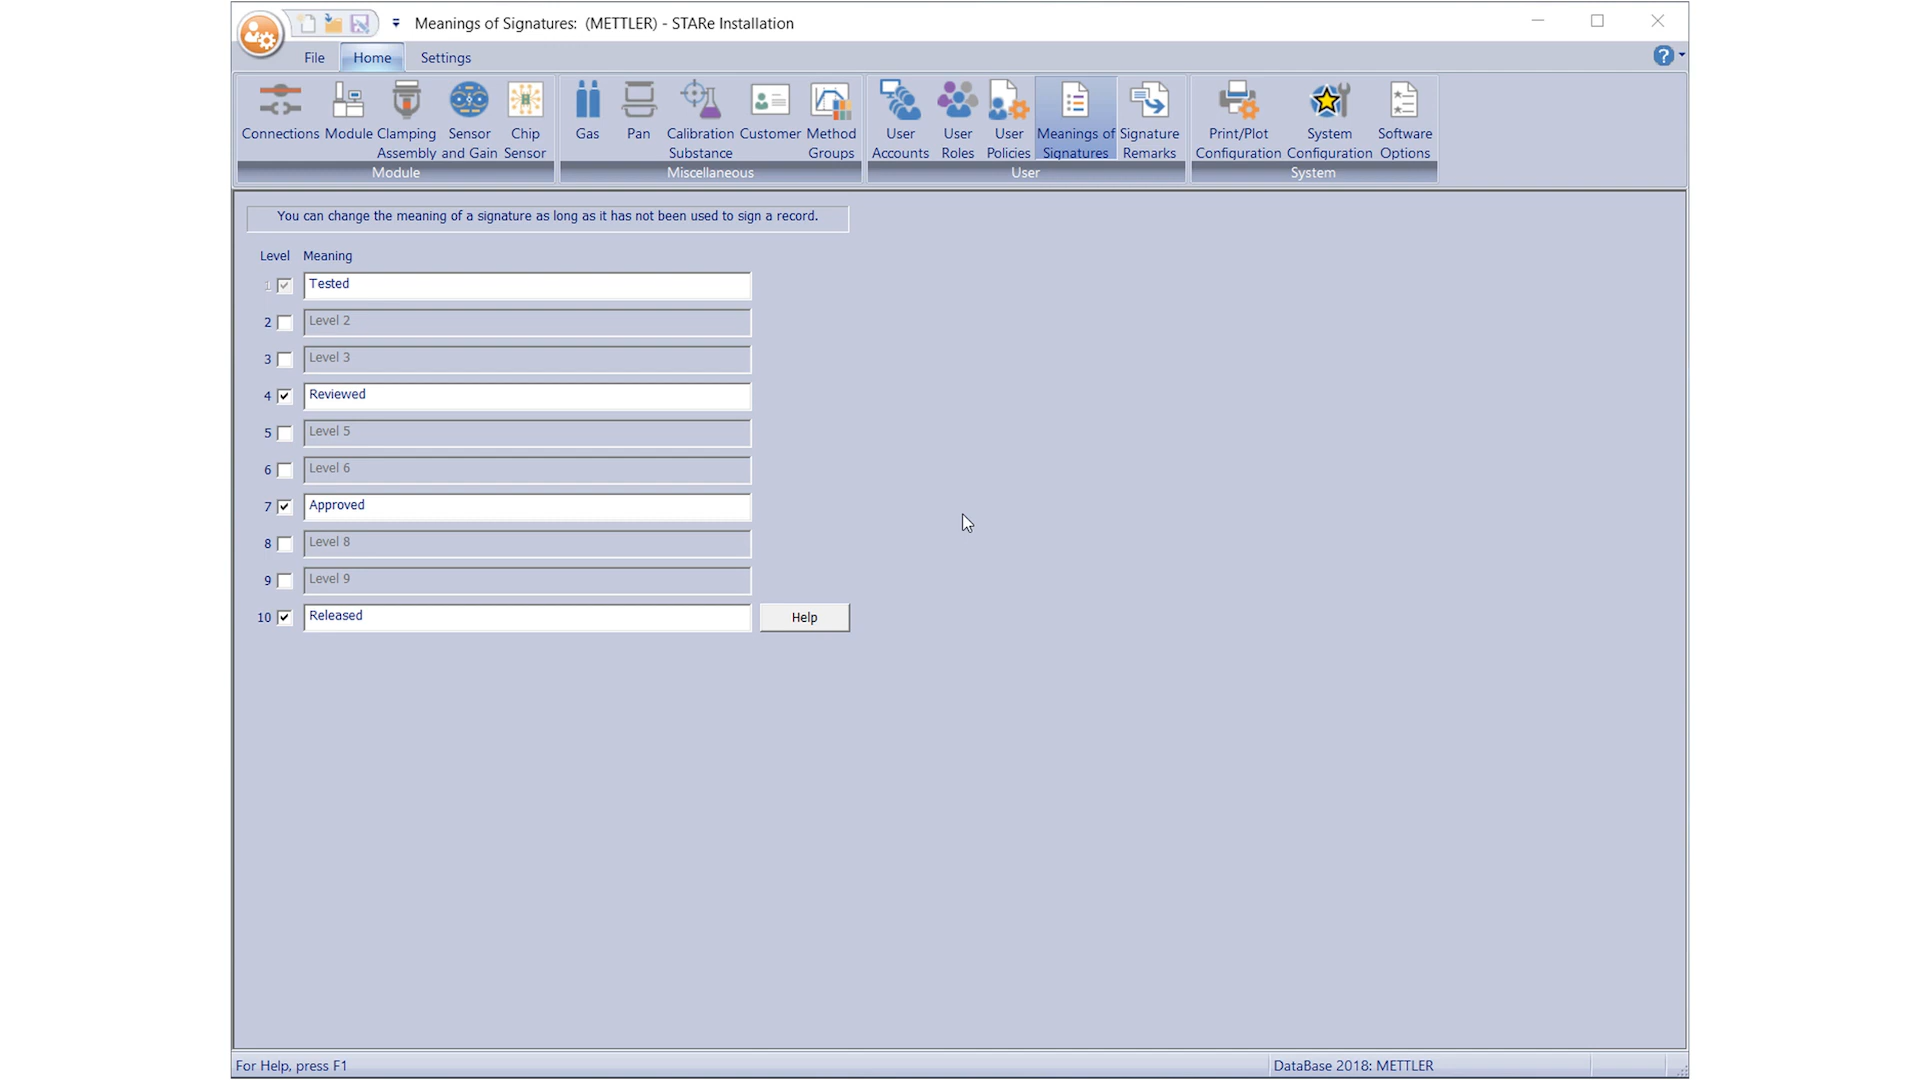 Meanings of Signatures: (METTLER) - STARe Installation
File Home Settings
Connections Module Clamping Assembly Sensor and Gain Chip Sensor
Module
Gas Pan Calibration Substance Customer Method Groups
Miscellaneous
User Accounts User Roles User Policies Meanings of Signatures Signature Remarks
User
Print/Plot Configuration System Configuration Software Options
System
You can change the meaning of a signature as long as it has not been used to sign a record.
Level Meaning
1 Tested
2 Level 2
3 Level 3
4 Reviewed
5 Level 5
6 Level 6
7 Approved
8 Level 8
9 Level 9
10 Released Help
For Help, press F1 DataBase 2018: METTLER